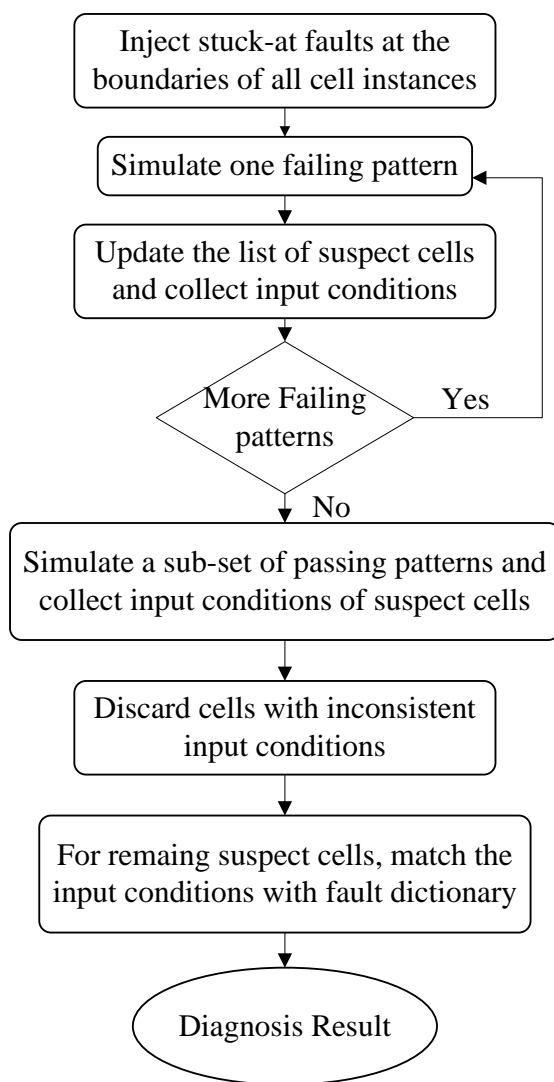 Inject stuck-at faults at the
boundaries of all cell instances
Simulate one failing pattern
Update the list of suspect cells
and collect input conditions
More Failing
patterns
Yes
No
Simulate a sub-set of passing patterns and
collect input conditions of suspect cells
Discard cells with inconsistent
input conditions
For remaing suspect cells, match the
input conditions with fault dictionary
Diagnosis Result